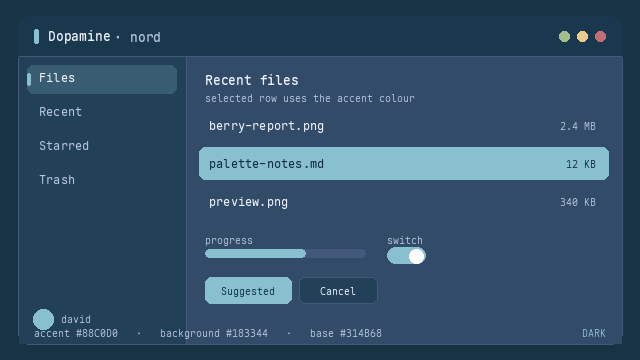 Dopamine · nord
Files
Recent
Starred
Trash
david
Recent files
selected row uses the accent colour
berry-report.png 2.4 MB
palette-notes.md 12 KB
preview.png 340 KB
progress switch
Suggested Cancel
accent #88C0D0 · background #183344 · base #314B68 DARK